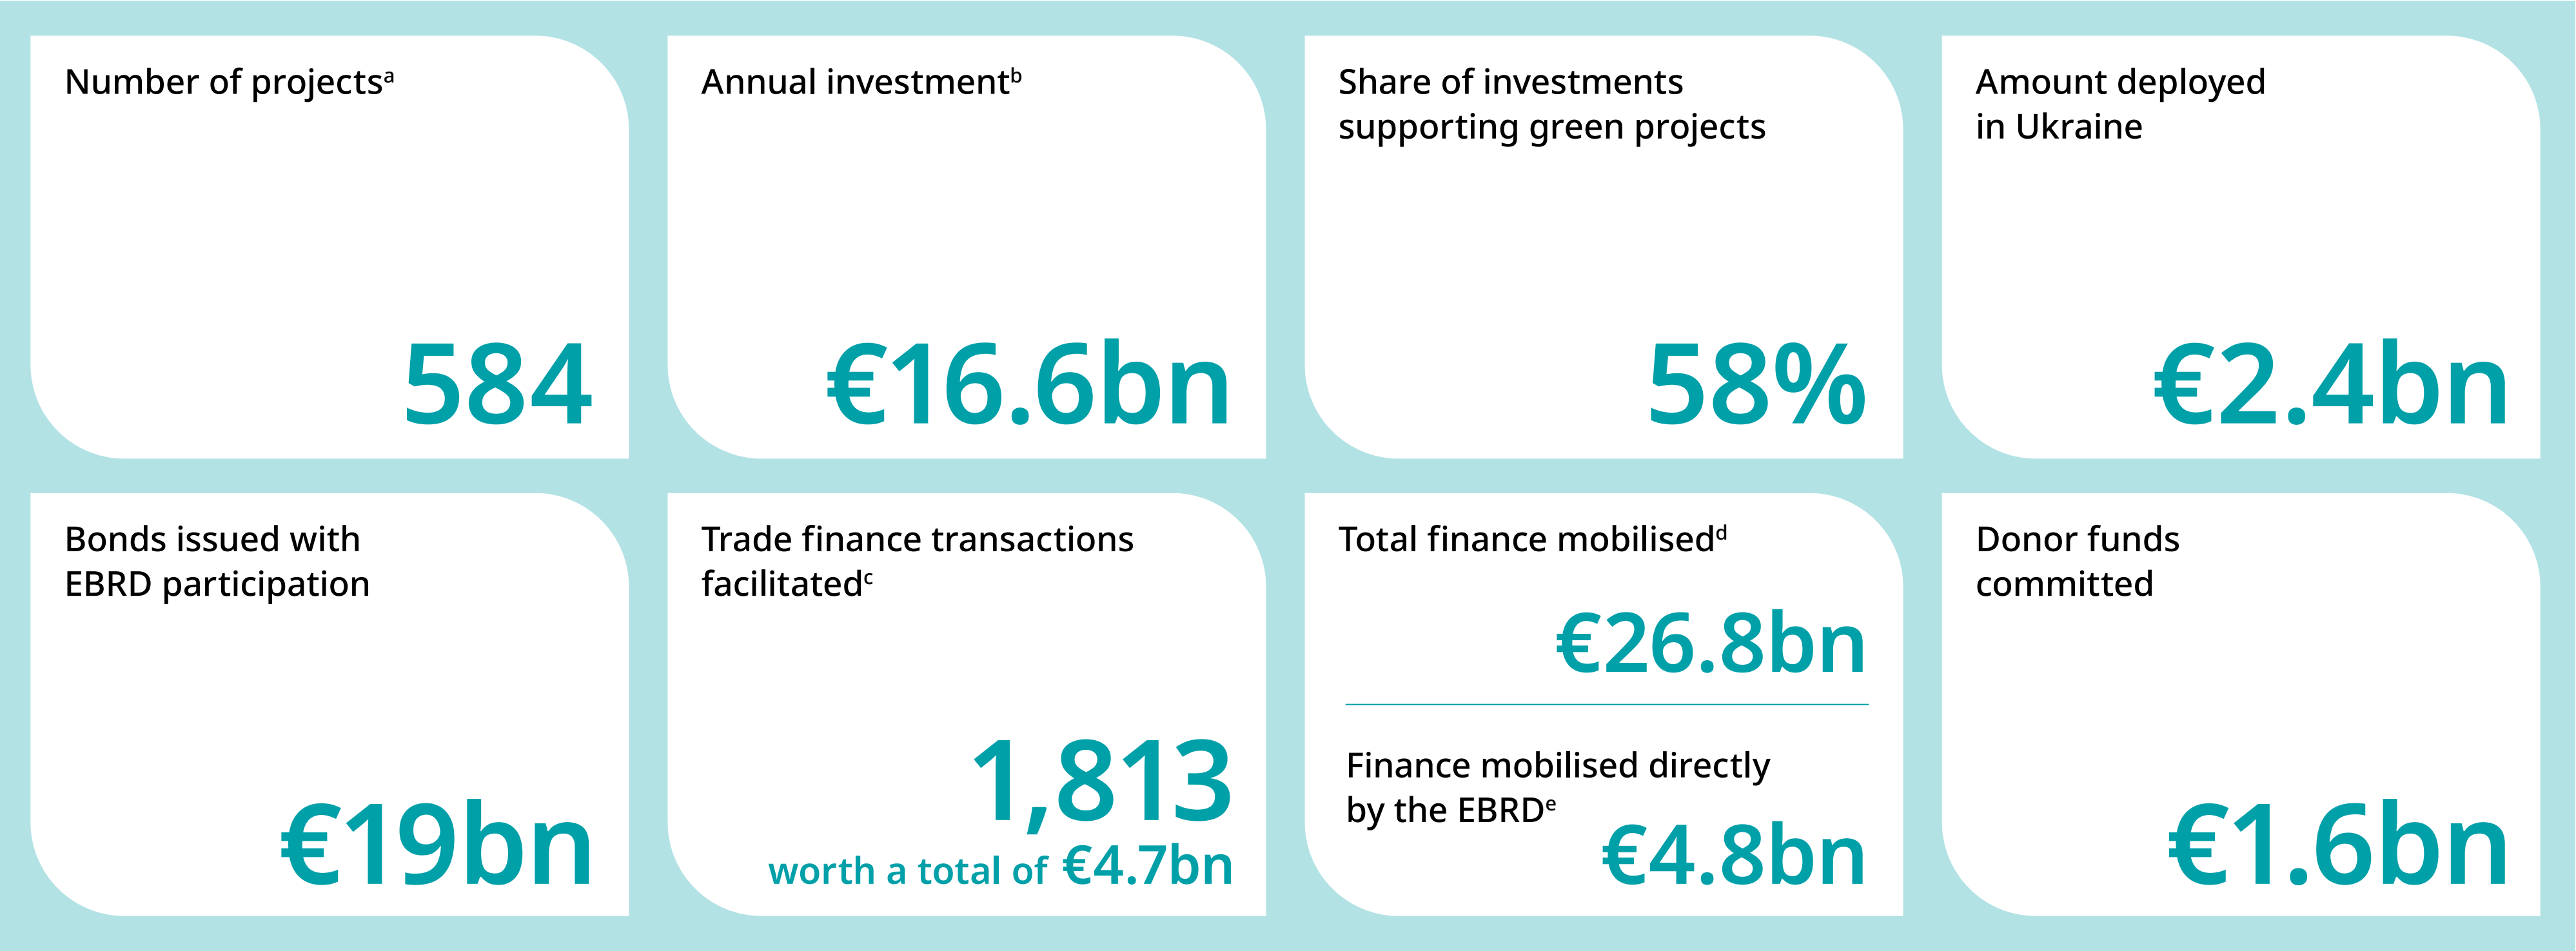 Number of projectsᵃ
584
Annual investmentᵇ
€16.6bn
Share of investments
supporting green projects
58%
Amount deployed
in Ukraine
€2.4bn
Bonds issued with
EBRD participation
€19bn
Trade finance transactions
facilitatedᶜ
1,813
worth a total of €4.7bn
Total finance mobilisedᵈ
€26.8bn
Finance mobilised directly
by the EBRDᵉ
€4.8bn
Donor funds
committed
€1.6bn